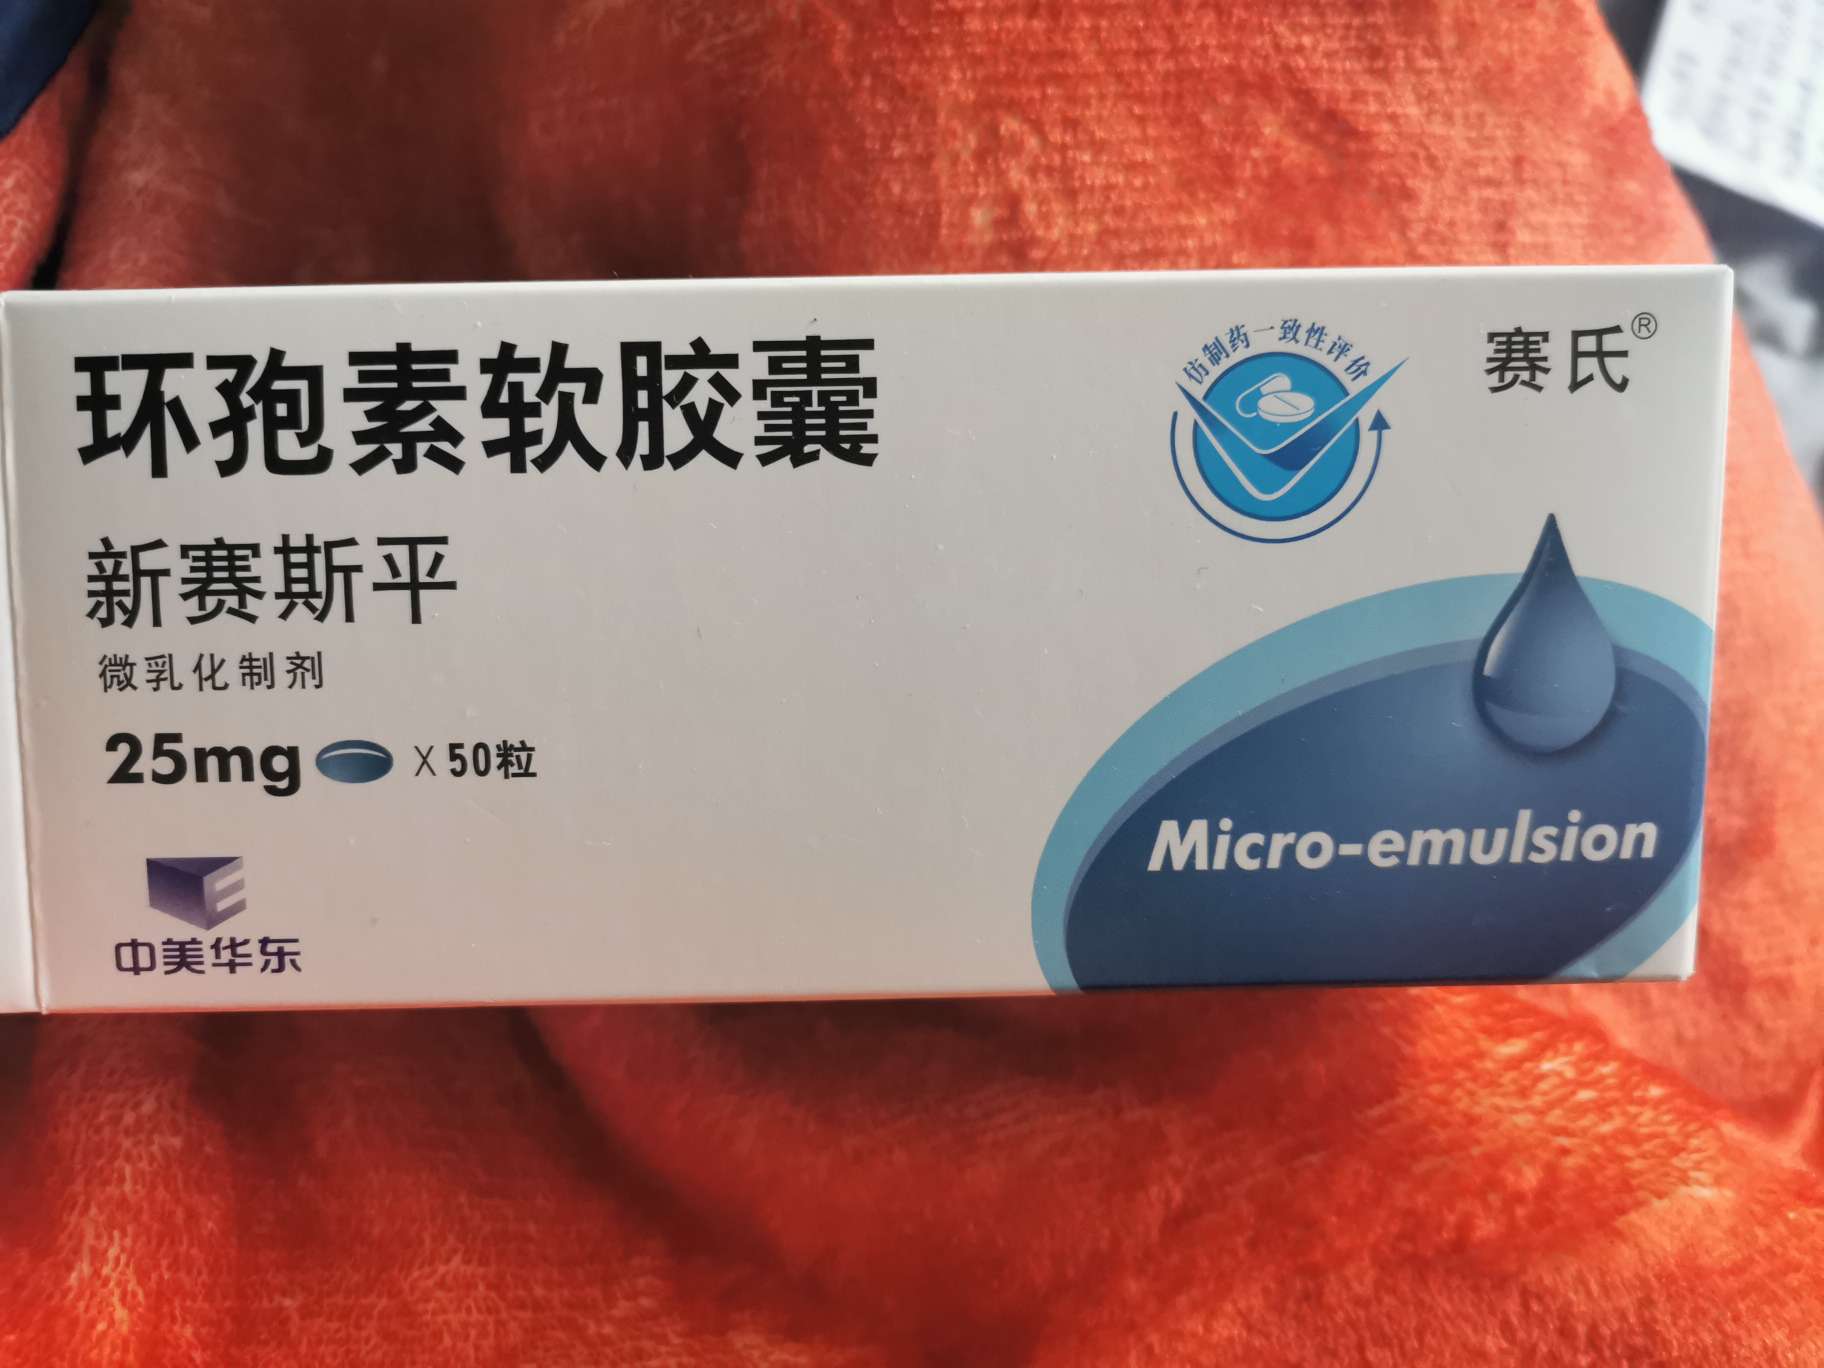 环孢素软胶囊
仿制药一致性评价
赛氏®
新赛斯平
微乳化制剂
25mg x 50粒
Micro-emulsion
中美华东